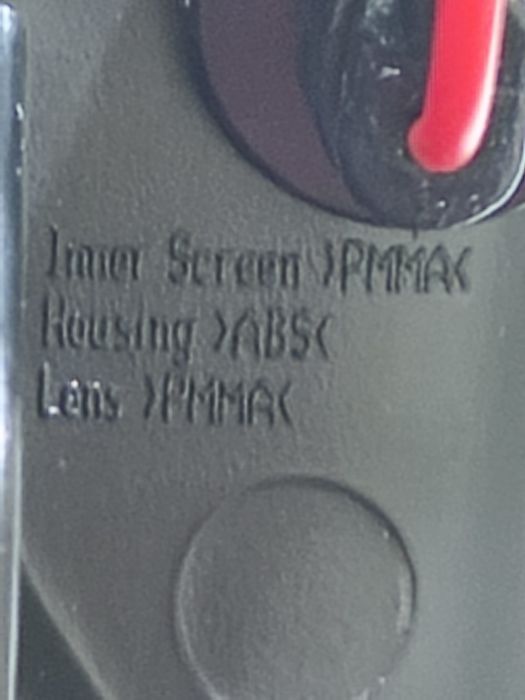 Inner Screen >PMMA<
Housing >ABS<
Lens >PMMA<